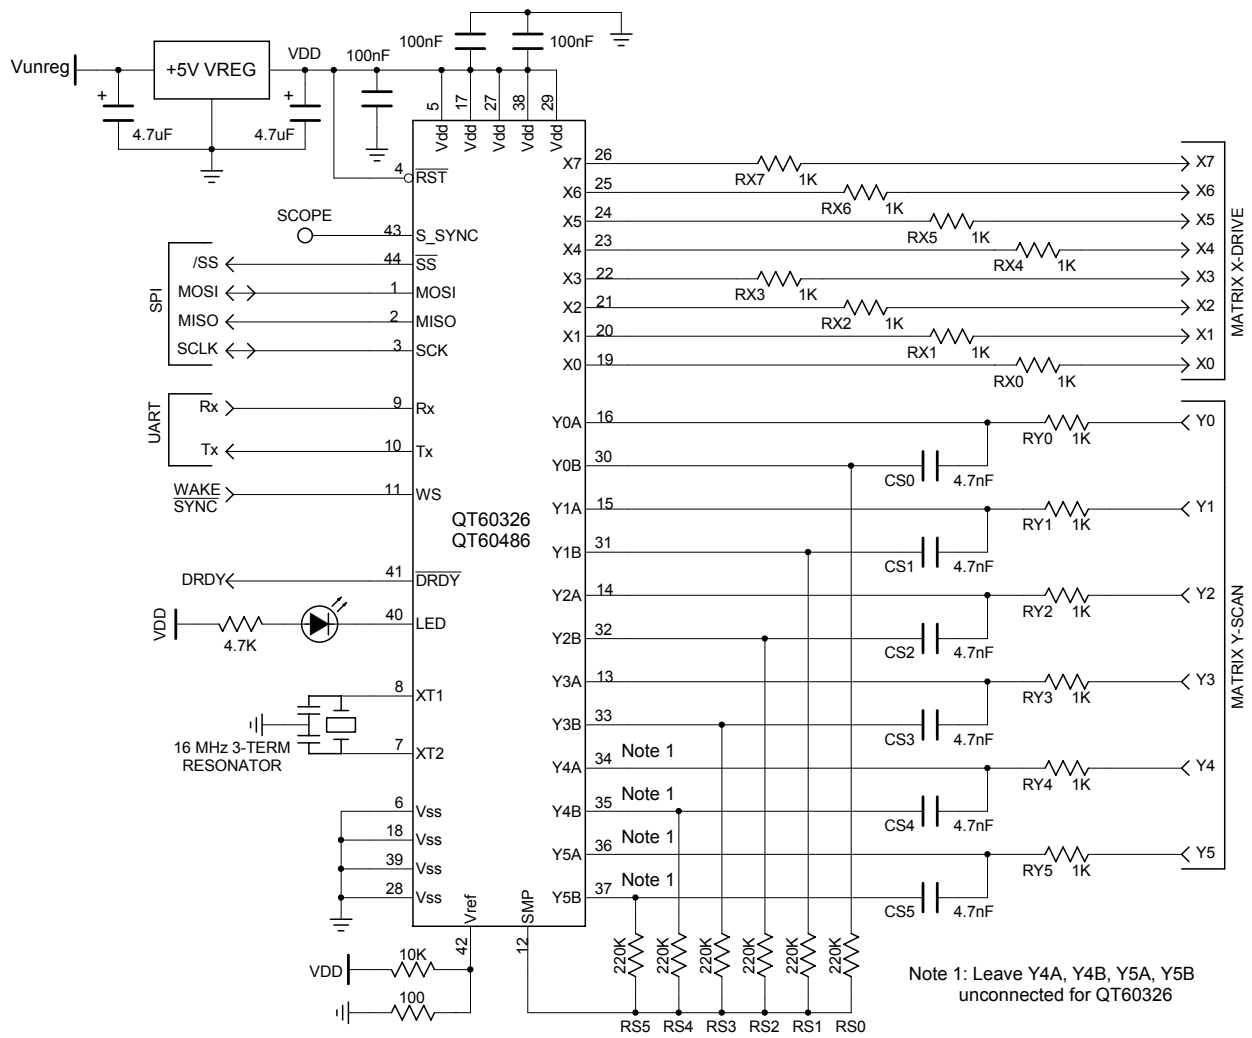 100nF 100nF
Vunreg +5V VREG VDD 100nF
+ 4.7uF + 4.7uF
5 17 27 38 29
Vdd Vdd Vdd Vdd Vdd
4 RST
SCOPE 43 S_SYNC
SPI
/SS 44 SS
MOSI 1 MOSI
MISO 2 MISO
SCLK 3 SCK
UART
Rx 9 Rx
Tx 10 Tx
WAKE
SYNC 11 WS
QT60326
QT60486
DRDY 41 DRDY
VDD 4.7K 40 LED
8 XT1
16 MHz 3-TERM
RESONATOR
7 XT2
6 Vss
18 Vss
39 Vss
28 Vss
Vref SMP
42 12
VDD 10K
100
X7 26 RX7 1K X7
X6 25 RX6 1K X6
X5 24 RX5 1K X5
X4 23 RX4 1K X4
X3 22 RX3 1K X3
X2 21 RX2 1K X2
X1 20 RX1 1K X1
X0 19 RX0 1K X0
MATRIX X-DRIVE
Y0A 16 RY0 1K Y0
Y0B 30 CS0 4.7nF
Y1A 15 RY1 1K Y1
Y1B 31 CS1 4.7nF
Y2A 14 RY2 1K Y2
Y2B 32 CS2 4.7nF
Y3A 13 RY3 1K Y3
Y3B 33 CS3 4.7nF
Y4A 34 Note 1 RY4 1K Y4
Y4B 35 Note 1 CS4 4.7nF
Y5A 36 Note 1 RY5 1K Y5
Y5B 37 Note 1 CS5 4.7nF
MATRIX Y-SCAN
220K 220K 220K 220K 220K 220K
RS5 RS4 RS3 RS2 RS1 RS0
Note 1: Leave Y4A, Y4B, Y5A, Y5B
unconnected for QT60326